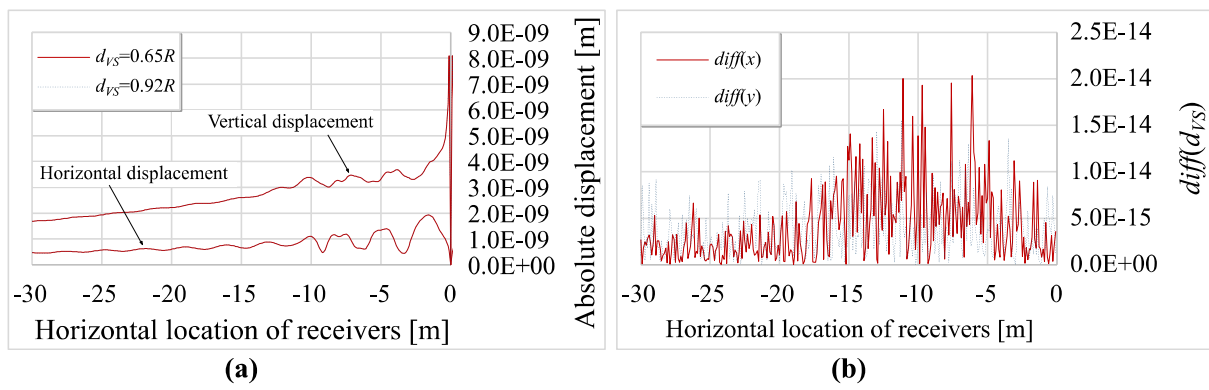 d_VS=0.65R
d_VS=0.92R
Vertical displacement
Horizontal displacement
9.0E-09
8.0E-09
7.0E-09
6.0E-09
5.0E-09
4.0E-09
3.0E-09
2.0E-09
1.0E-09
0.0E+00
Absolute displacement [m]
-30 -25 -20 -15 -10 -5 0
Horizontal location of receivers [m]
(a)
diff(x)
diff(y)
2.5E-14
2.0E-14
1.5E-14
1.0E-14
5.0E-15
0.0E+00
diff(d_VS)
-30 -25 -20 -15 -10 -5 0
Horizontal location of receivers [m]
(b)